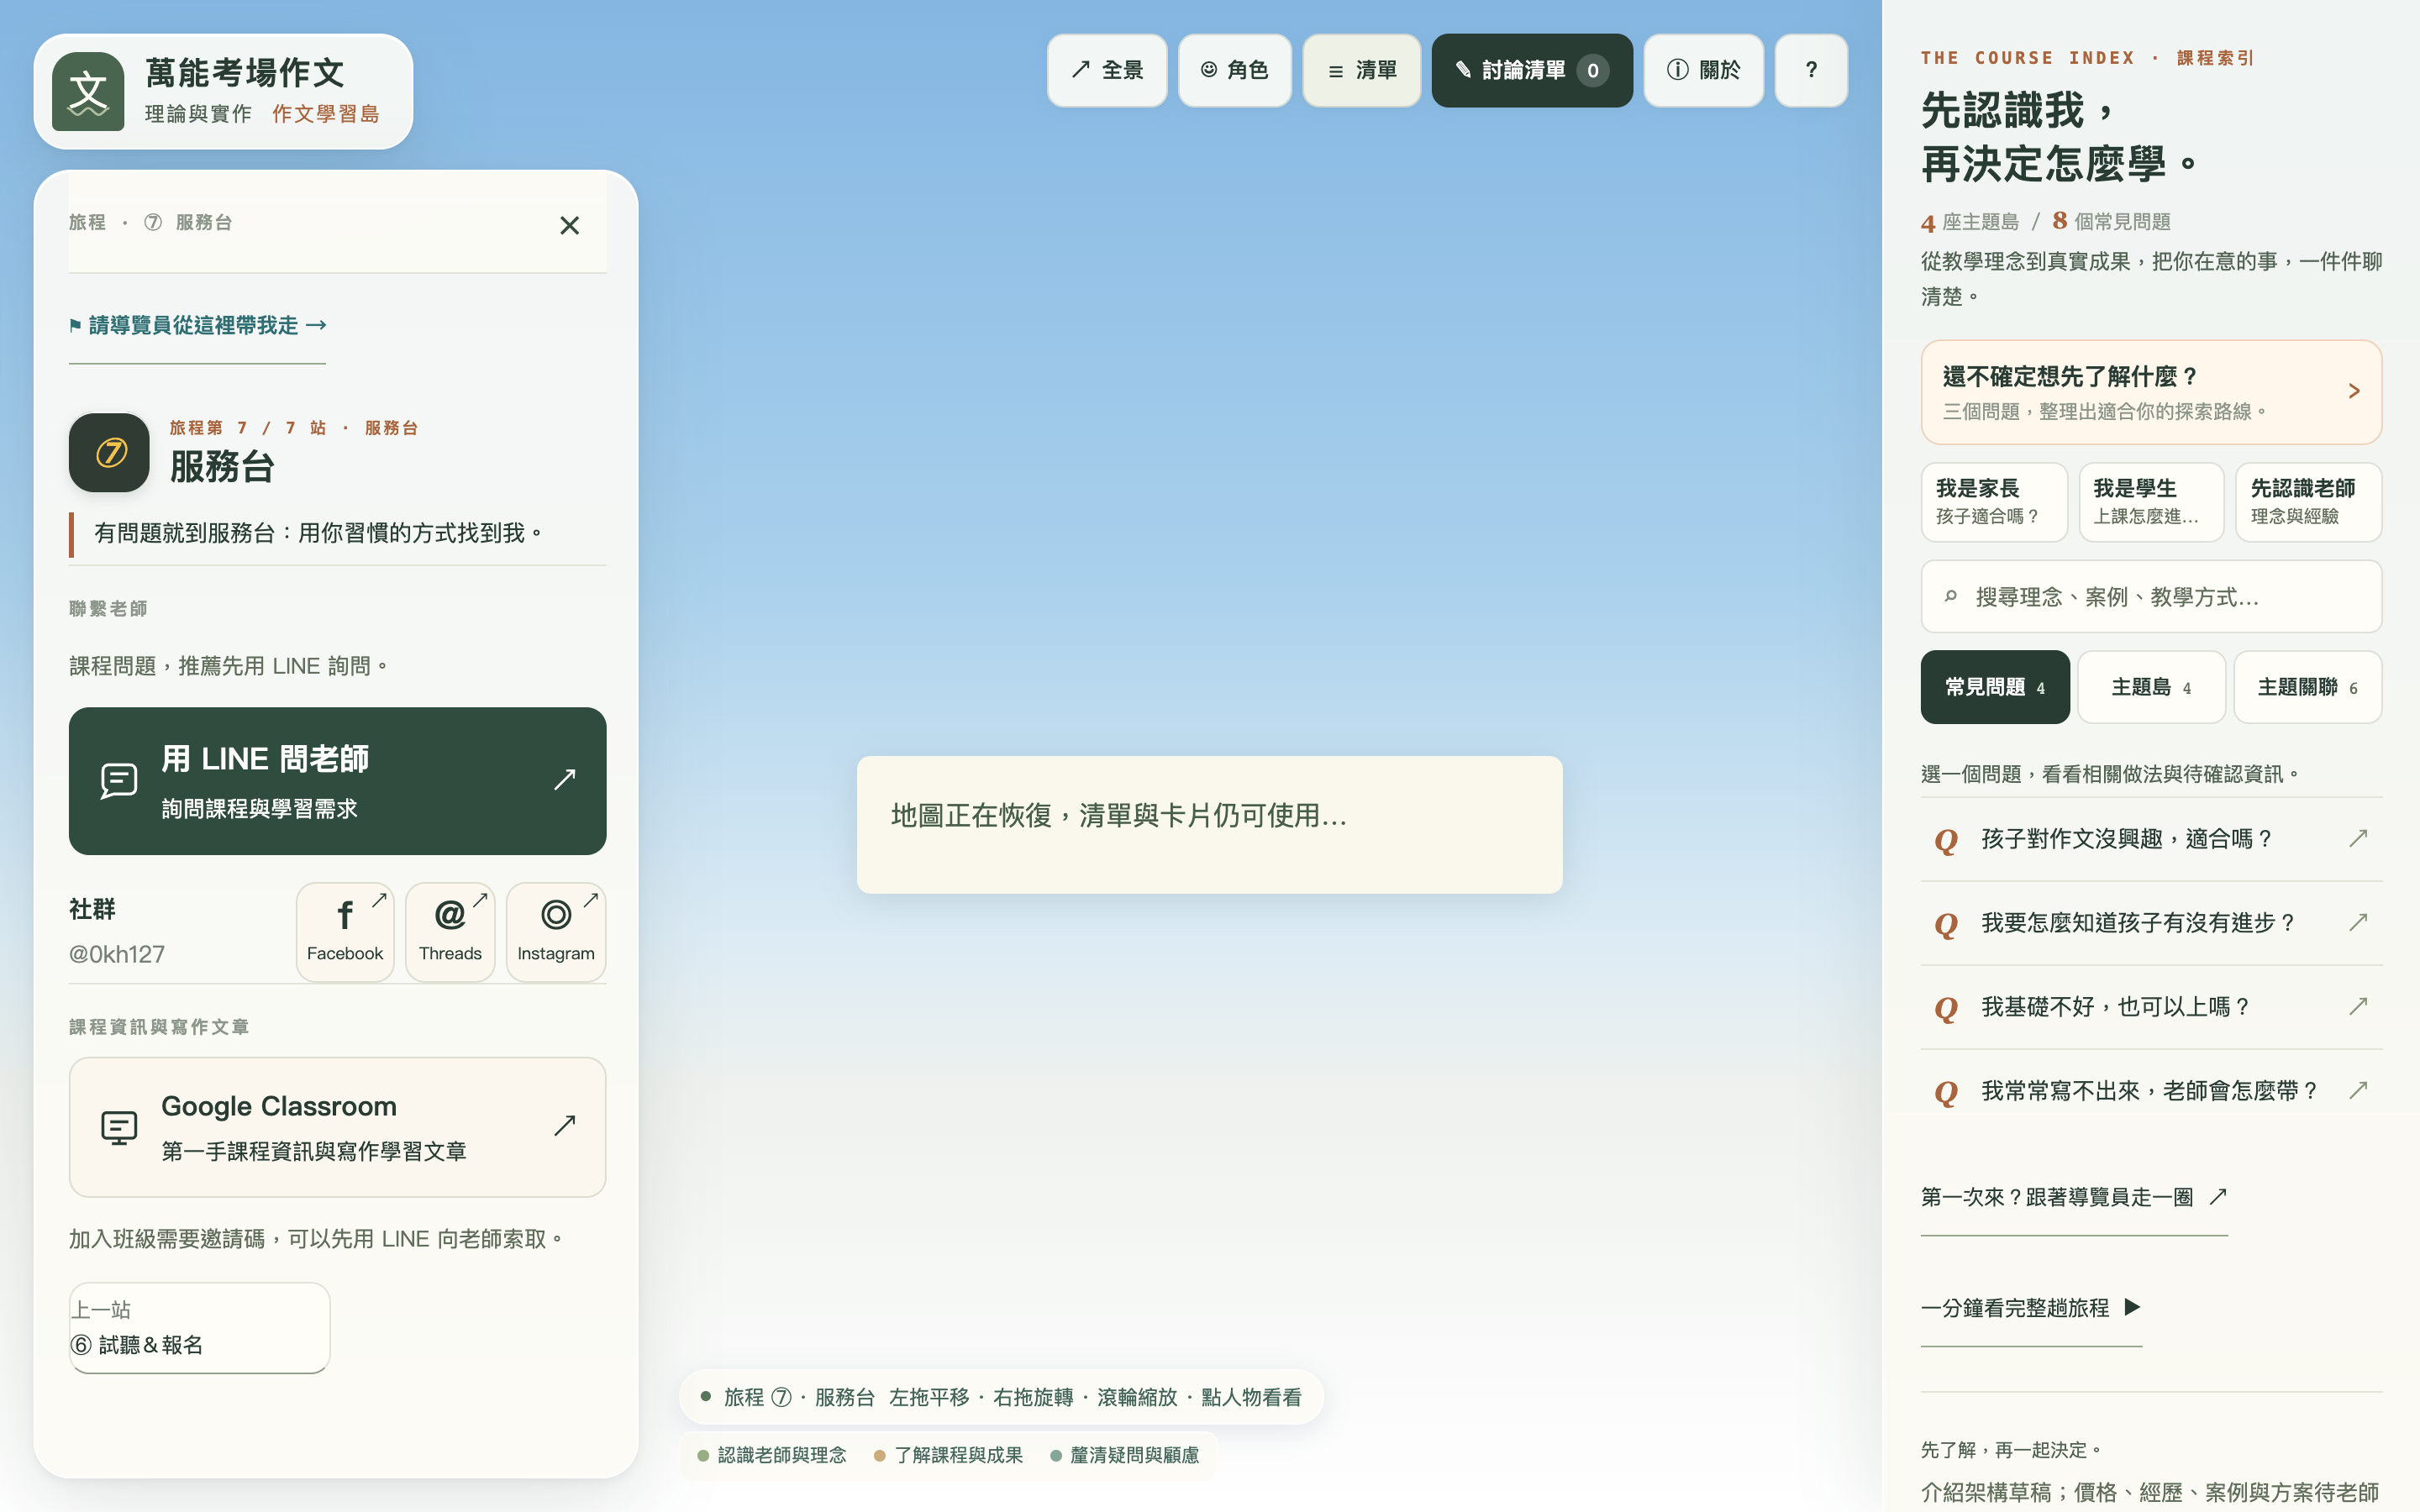 文
萬能考場作文
理論與實作 作文學習島
↗ 全景
☺ 角色
≡ 清單
✎ 討論清單 0
ⓘ 關於
?
旅程 · ⑦ 服務台
×
⚑ 請導覽員從這裡帶我走 →
⑦
旅程第 7 / 7 站 · 服務台
服務台
有問題就到服務台：用你習慣的方式找到我。
聯繫老師
課程問題，推薦先用 LINE 詢問。
用 LINE 問老師
詢問課程與學習需求
↗
社群
@0kh127
f ↗
Facebook
@ ↗
Threads
◎ ↗
Instagram
課程資訊與寫作文章
Google Classroom
第一手課程資訊與寫作學習文章
↗
加入班級需要邀請碼，可以先用 LINE 向老師索取。
上一站
⑥ 試聽＆報名
地圖正在恢復，清單與卡片仍可使用…
旅程 ⑦ · 服務台 左拖平移 · 右拖旋轉 · 滾輪縮放 · 點人物看看
認識老師與理念 了解課程與成果 釐清疑問與顧慮
THE COURSE INDEX · 課程索引
先認識我，
再決定怎麼學。
4 座主題島 / 8 個常見問題
從教學理念到真實成果，把你在意的事，一件件聊
清楚。
還不確定想先了解什麼？
三個問題，整理出適合你的探索路線。
>
我是家長
孩子適合嗎？
我是學生
上課怎麼進…
先認識老師
理念與經驗
搜尋理念、案例、教學方式…
常見問題 4
主題島 4
主題關聯 6
選一個問題，看看相關做法與待確認資訊。
Q 孩子對作文沒興趣，適合嗎？ ↗
Q 我要怎麼知道孩子有沒有進步？ ↗
Q 我基礎不好，也可以上嗎？ ↗
Q 我常常寫不出來，老師會怎麼帶？ ↗
第一次來？跟著導覽員走一圈 ↗
一分鐘看完整趟旅程 ▶
先了解，再一起決定。
介紹架構草稿；價格、經歷、案例與方案待老師